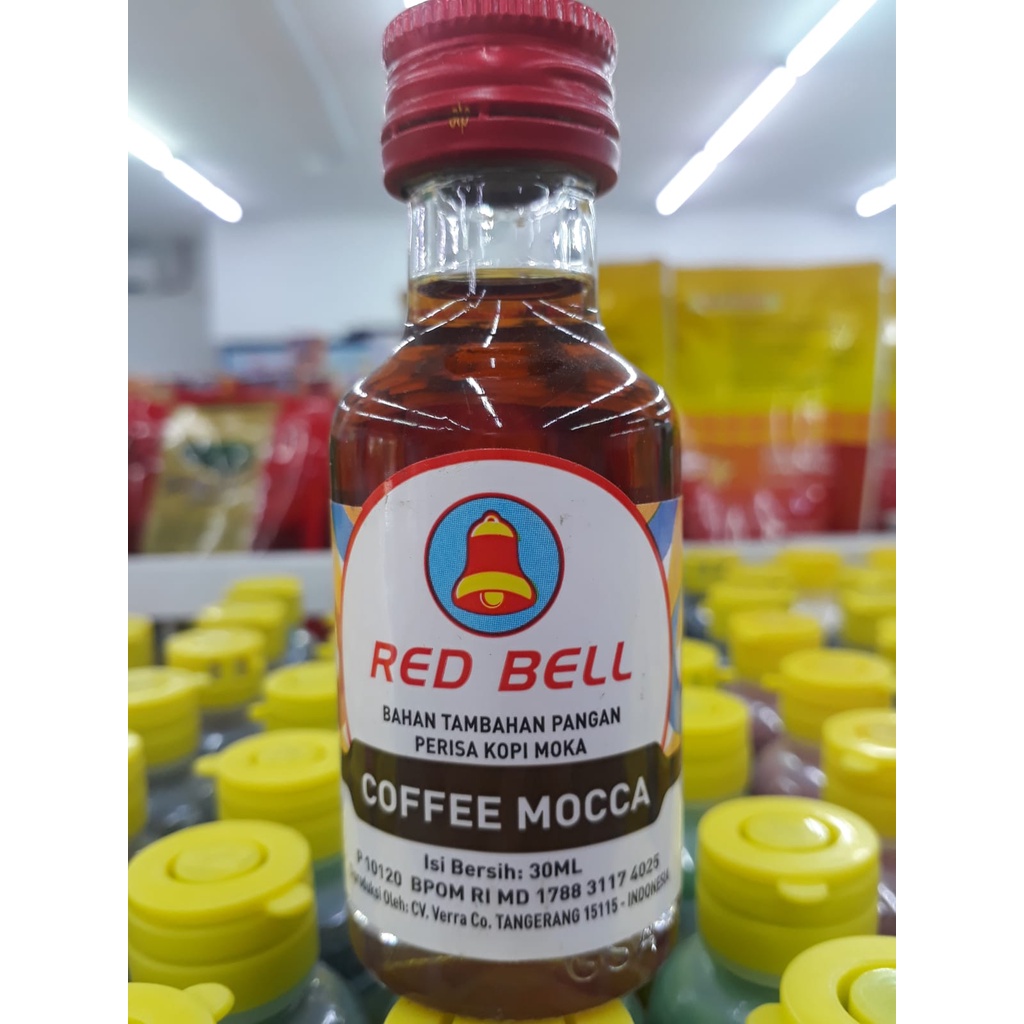 RED BELL
BAHAN TAMBAHAN PANGAN
PERISA KOPI MOKA
COFFEE MOCCA
Isi Bersih: 30ML
P 10120 BPOM RI MD 1788 3117 4025
Oleh: CV. Verra Co. TANGERANG 15115 - INDONESIA
GSA